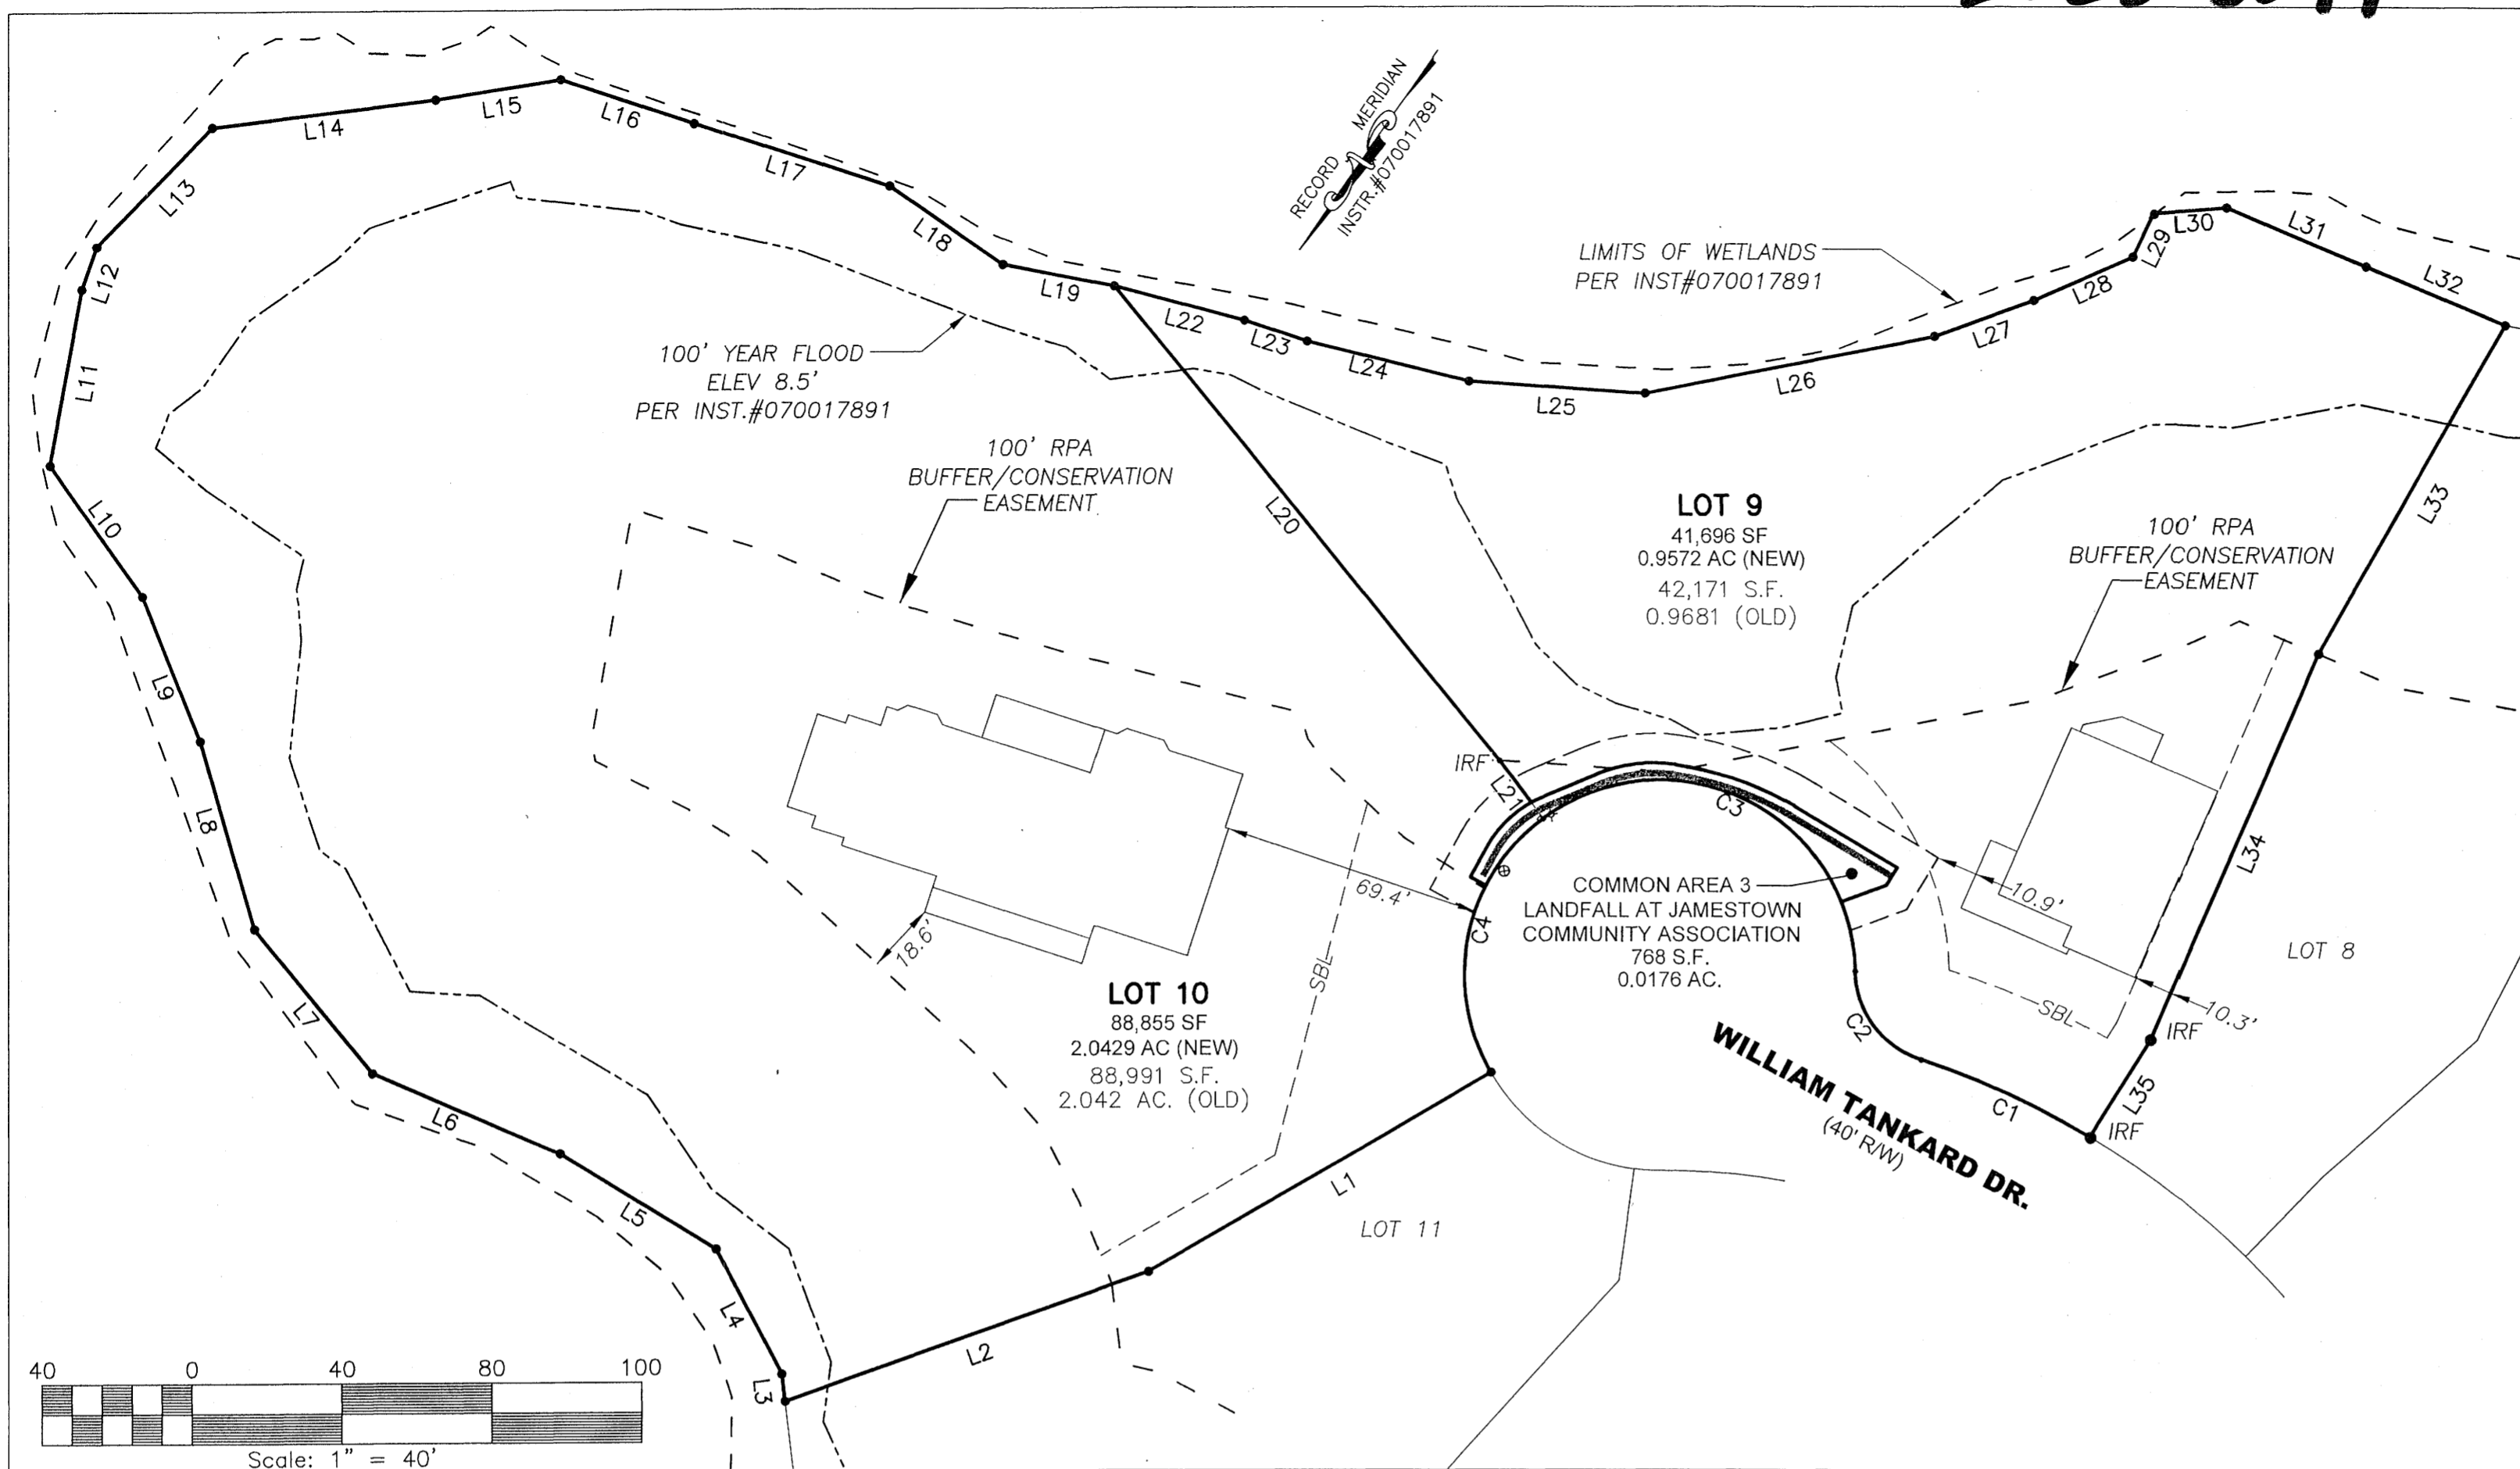 L14
L15
L16
L17
L13
L12
L11
L18
L19
RECORD MERIDIAN
INSTR.#070017891
LIMITS OF WETLANDS
PER INST#070017891
L29
L30
L31
L32
L28
L27
L26
L22
L23
L24
L25
100' YEAR FLOOD
ELEV 8.5'
PER INST.#070017891
100' RPA
BUFFER/CONSERVATION
EASEMENT
L10
L20
LOT 9
41,696 SF
0.9572 AC (NEW)
42,171 S.F.
0.9681 (OLD)
L33
100' RPA
BUFFER/CONSERVATION
EASEMENT
L9
L8
IRF
L21
C3
L34
69.4'
18.6'
C4
COMMON AREA 3
LANDFALL AT JAMESTOWN
COMMUNITY ASSOCIATION
768 S.F.
0.0176 AC.
10.9'
LOT 8
SBL
SBL
10.3'
IRF
C2
LOT 10
88,855 SF
2.0429 AC (NEW)
88,991 S.F.
2.042 AC. (OLD)
L7
L6
L5
L4
L3
WILLIAM TANKARD DR.
(40' R/W)
C1
L35
IRF
L1
LOT 11
L2
40 0 40 80 100
Scale: 1" = 40'